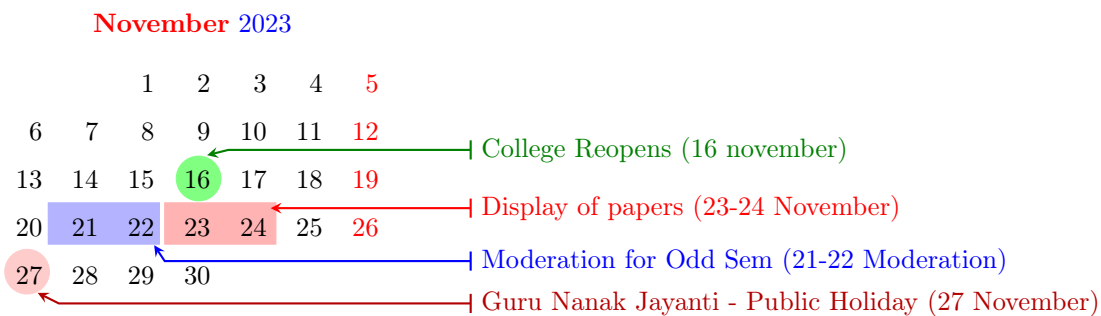 November 2023
1 2 3 4 5
6 7 8 9 10 11 12
College Reopens (16 november)
13 14 15 16 17 18 19
Display of papers (23-24 November)
20 21 22 23 24 25 26
Moderation for Odd Sem (21-22 Moderation)
27 28 29 30
Guru Nanak Jayanti - Public Holiday (27 November)